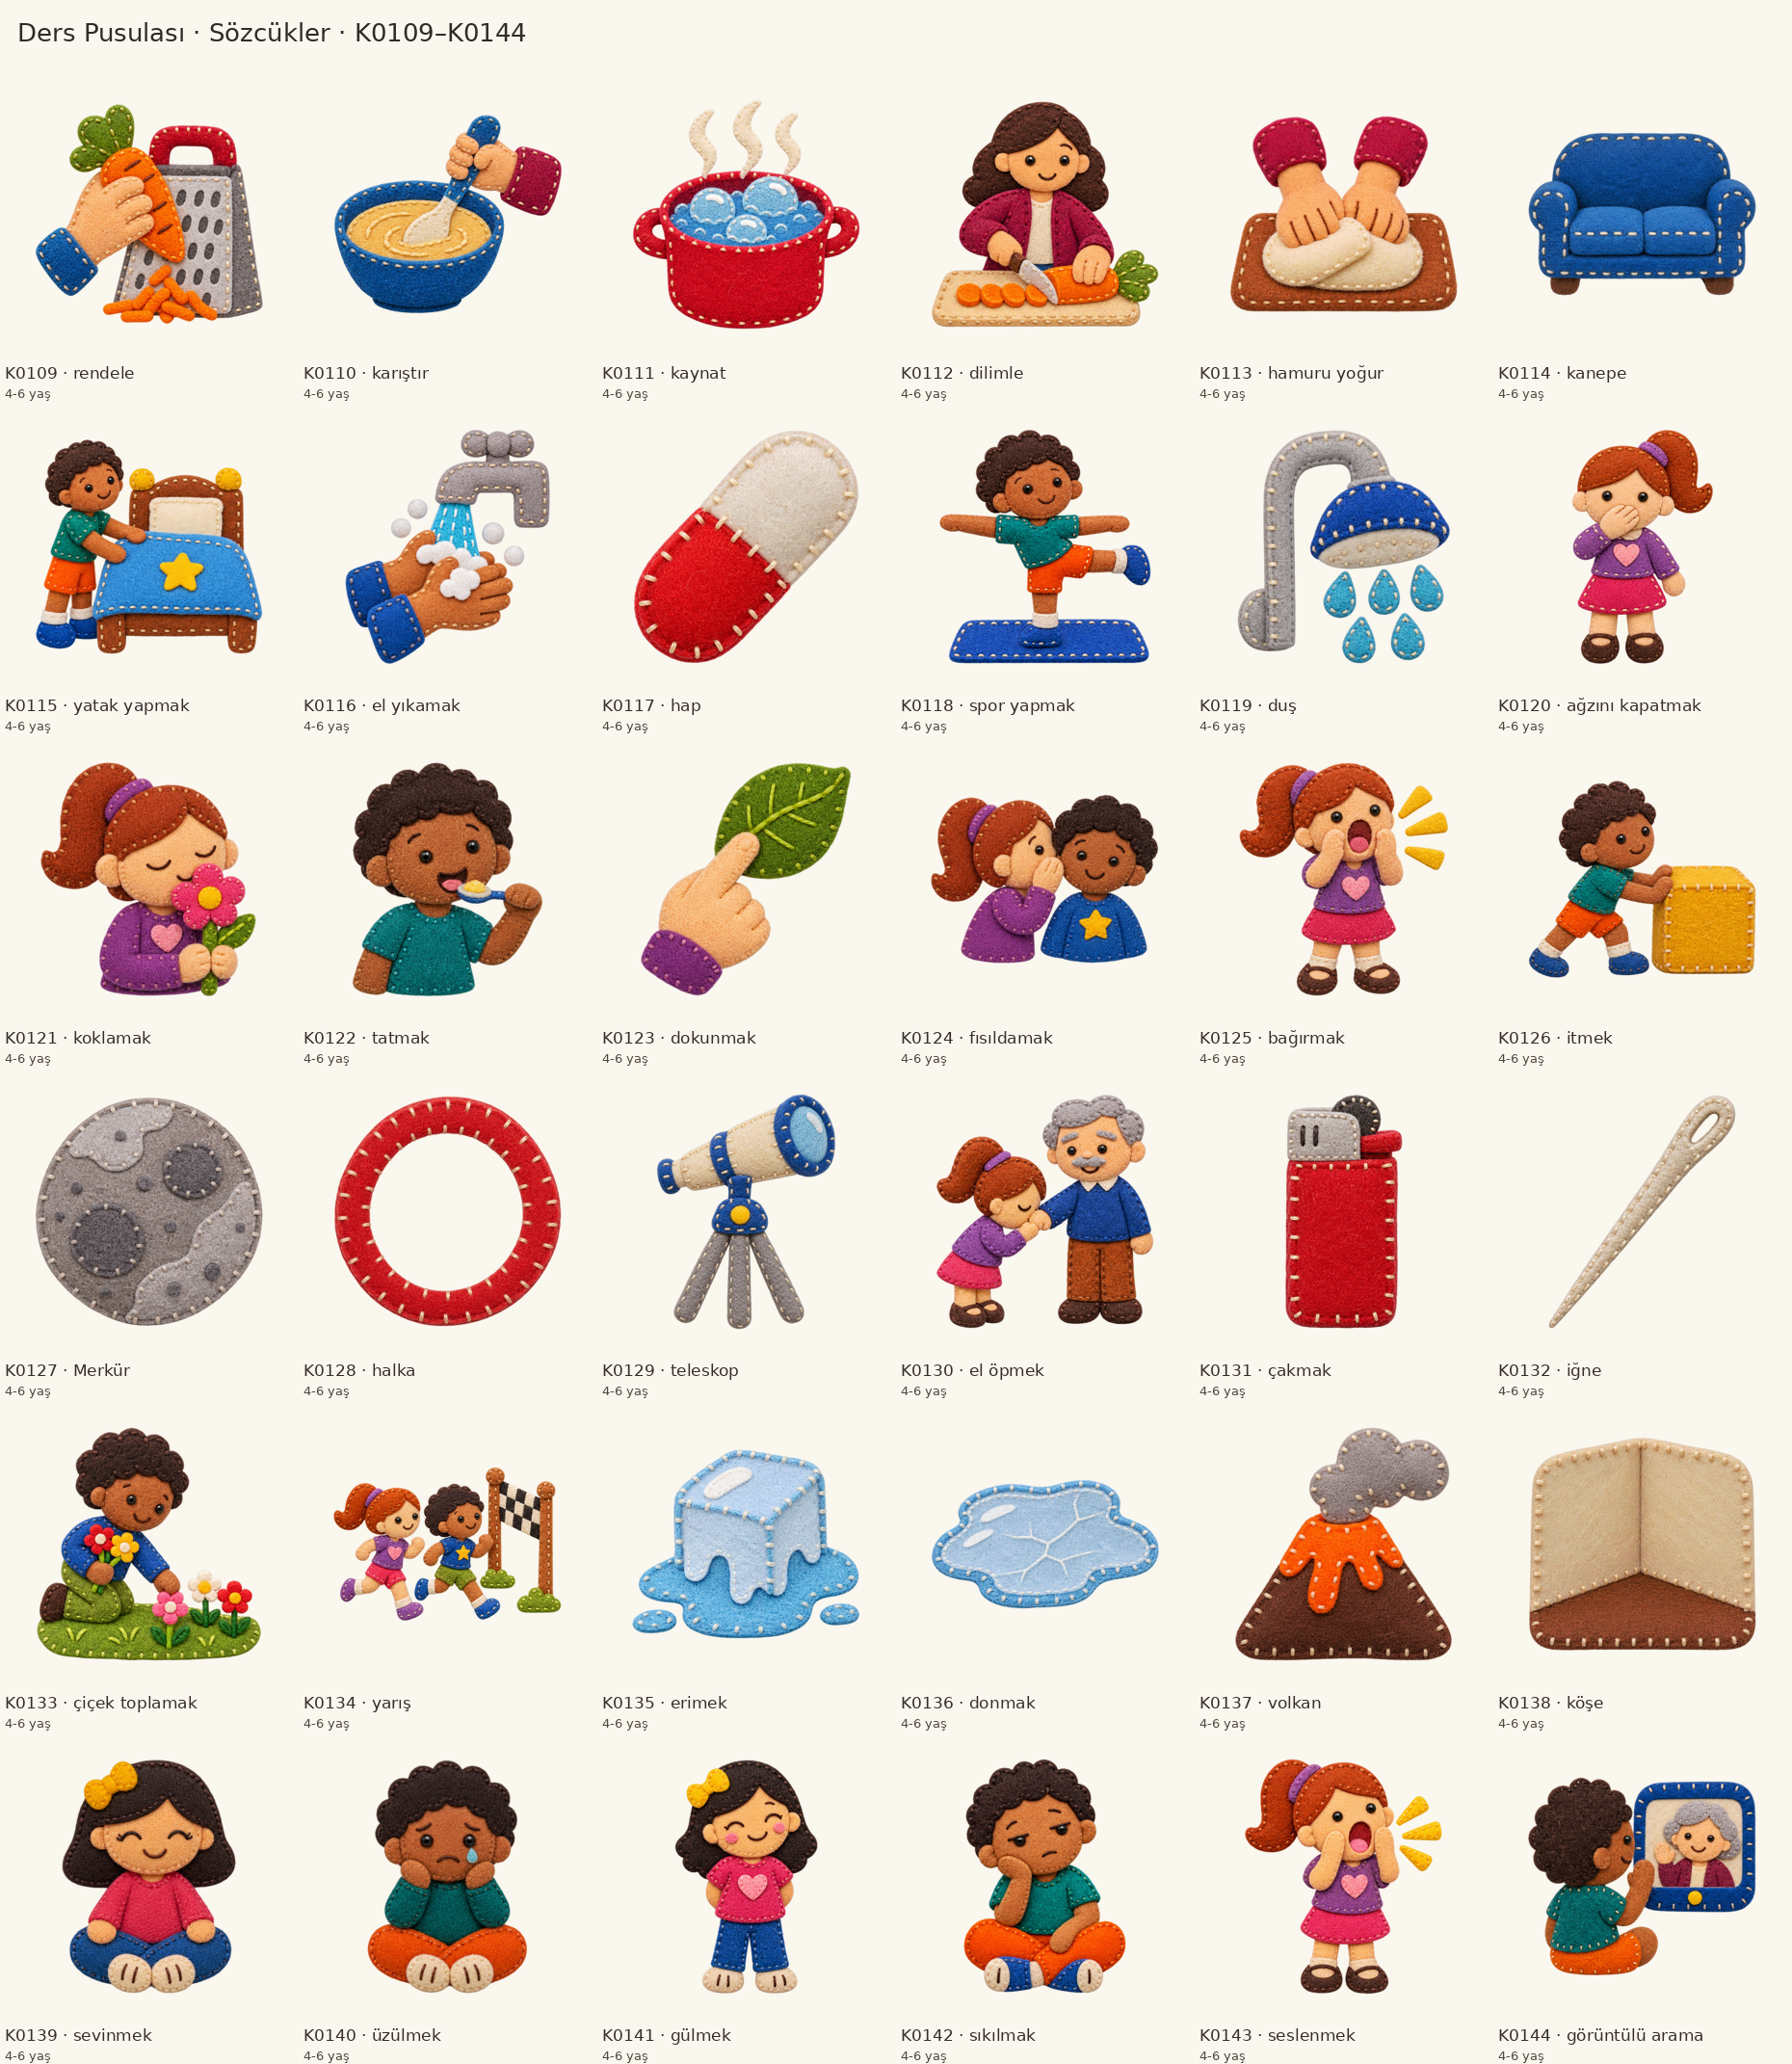 Ders Pusulası · Sözcükler · K0109–K0144
K0109 · rendele
4-6 yaş
K0110 · karıştır
4-6 yaş
K0111 · kaynat
4-6 yaş
K0112 · dilimle
4-6 yaş
K0113 · hamuru yoğur
4-6 yaş
K0114 · kanepe
4-6 yaş
K0115 · yatak yapmak
4-6 yaş
K0116 · el yıkamak
4-6 yaş
K0117 · hap
4-6 yaş
K0118 · spor yapmak
4-6 yaş
K0119 · duş
4-6 yaş
K0120 · ağzını kapatmak
4-6 yaş
K0121 · koklamak
4-6 yaş
K0122 · tatmak
4-6 yaş
K0123 · dokunmak
4-6 yaş
K0124 · fısıldamak
4-6 yaş
K0125 · bağırmak
4-6 yaş
K0126 · itmek
4-6 yaş
K0127 · Merkür
4-6 yaş
K0128 · halka
4-6 yaş
K0129 · teleskop
4-6 yaş
K0130 · el öpmek
4-6 yaş
K0131 · çakmak
4-6 yaş
K0132 · iğne
4-6 yaş
K0133 · çiçek toplamak
4-6 yaş
K0134 · yarış
4-6 yaş
K0135 · erimek
4-6 yaş
K0136 · donmak
4-6 yaş
K0137 · volkan
4-6 yaş
K0138 · köşe
4-6 yaş
K0139 · sevinmek
4-6 yaş
K0140 · üzülmek
4-6 yaş
K0141 · gülmek
4-6 yaş
K0142 · sıkılmak
4-6 yaş
K0143 · seslenmek
4-6 yaş
K0144 · görüntülü arama
4-6 yaş